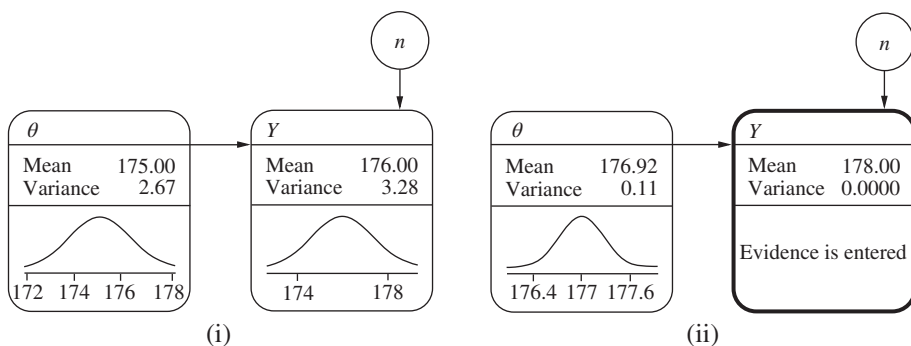 n
θ
Mean 175.00
Variance 2.67
172 174 176 178
Y
Mean 176.00
Variance 3.28
174 178
(i)
n
θ
Mean 176.92
Variance 0.11
176.4 177 177.6
Y
Mean 178.00
Variance 0.0000
Evidence is entered
(ii)